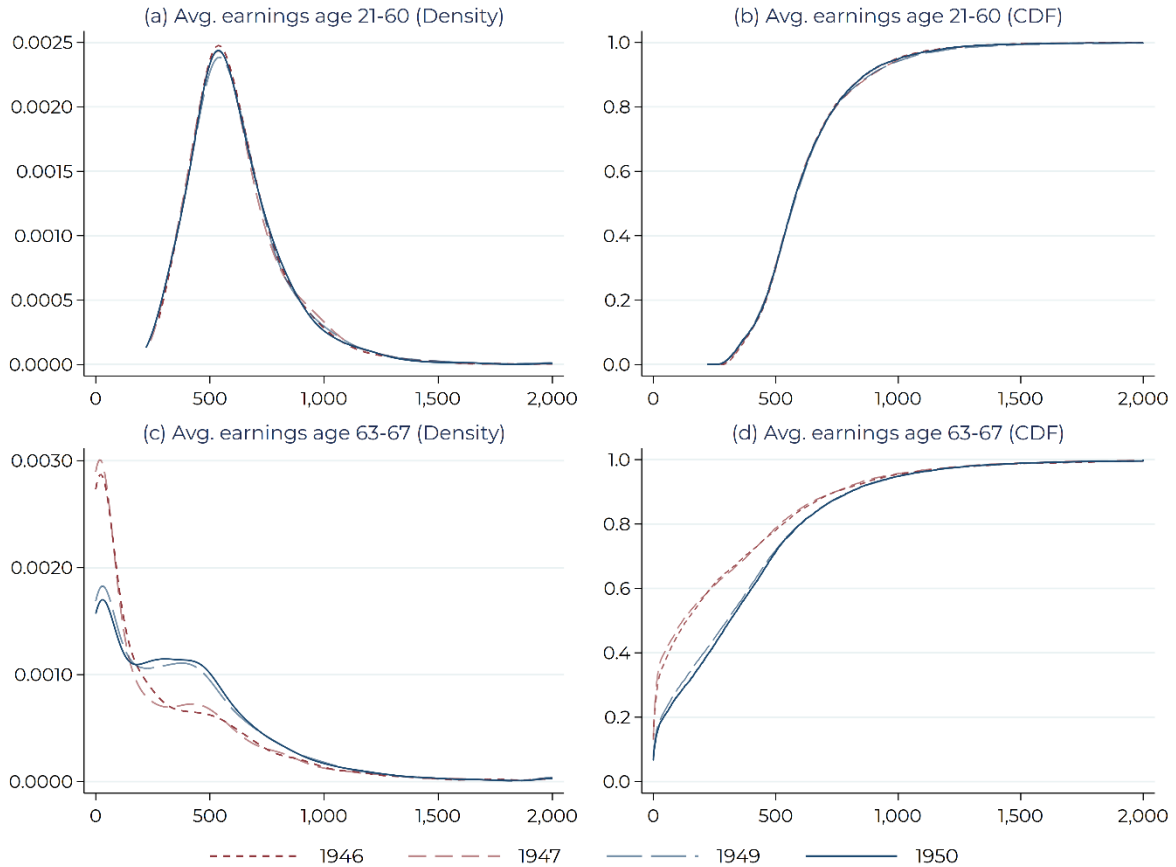 (a) Avg. earnings age 21-60 (Density)
0.0025
0.0020
0.0015
0.0010
0.0005
0.0000
0 500 1,000 1,500 2,000
(b) Avg. earnings age 21-60 (CDF)
1.0
0.8
0.6
0.4
0.2
0.0
0 500 1,000 1,500 2,000
(c) Avg. earnings age 63-67 (Density)
0.0030
0.0020
0.0010
0.0000
0 500 1,000 1,500 2,000
(d) Avg. earnings age 63-67 (CDF)
1.0
0.8
0.6
0.4
0.2
0.0
0 500 1,000 1,500 2,000
1946 1947 1949 1950